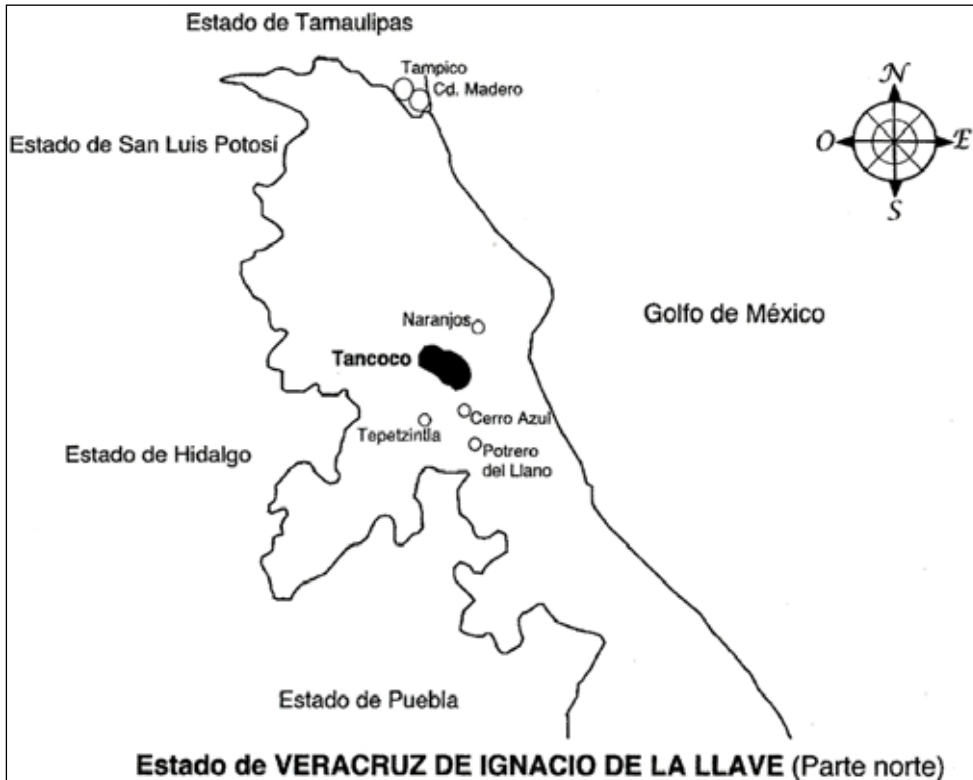 Estado de Tamaulipas
Tampico
Cd. Madero
N
Estado de San Luis Potosí
O
E
S
Golfo de México
Naranjos
Tancoco
Cerro Azul
Tepetzintla
Potrero
del Llano
Estado de Hidalgo
Estado de Puebla
Estado de VERACRUZ DE IGNACIO DE LA LLAVE (Parte norte)